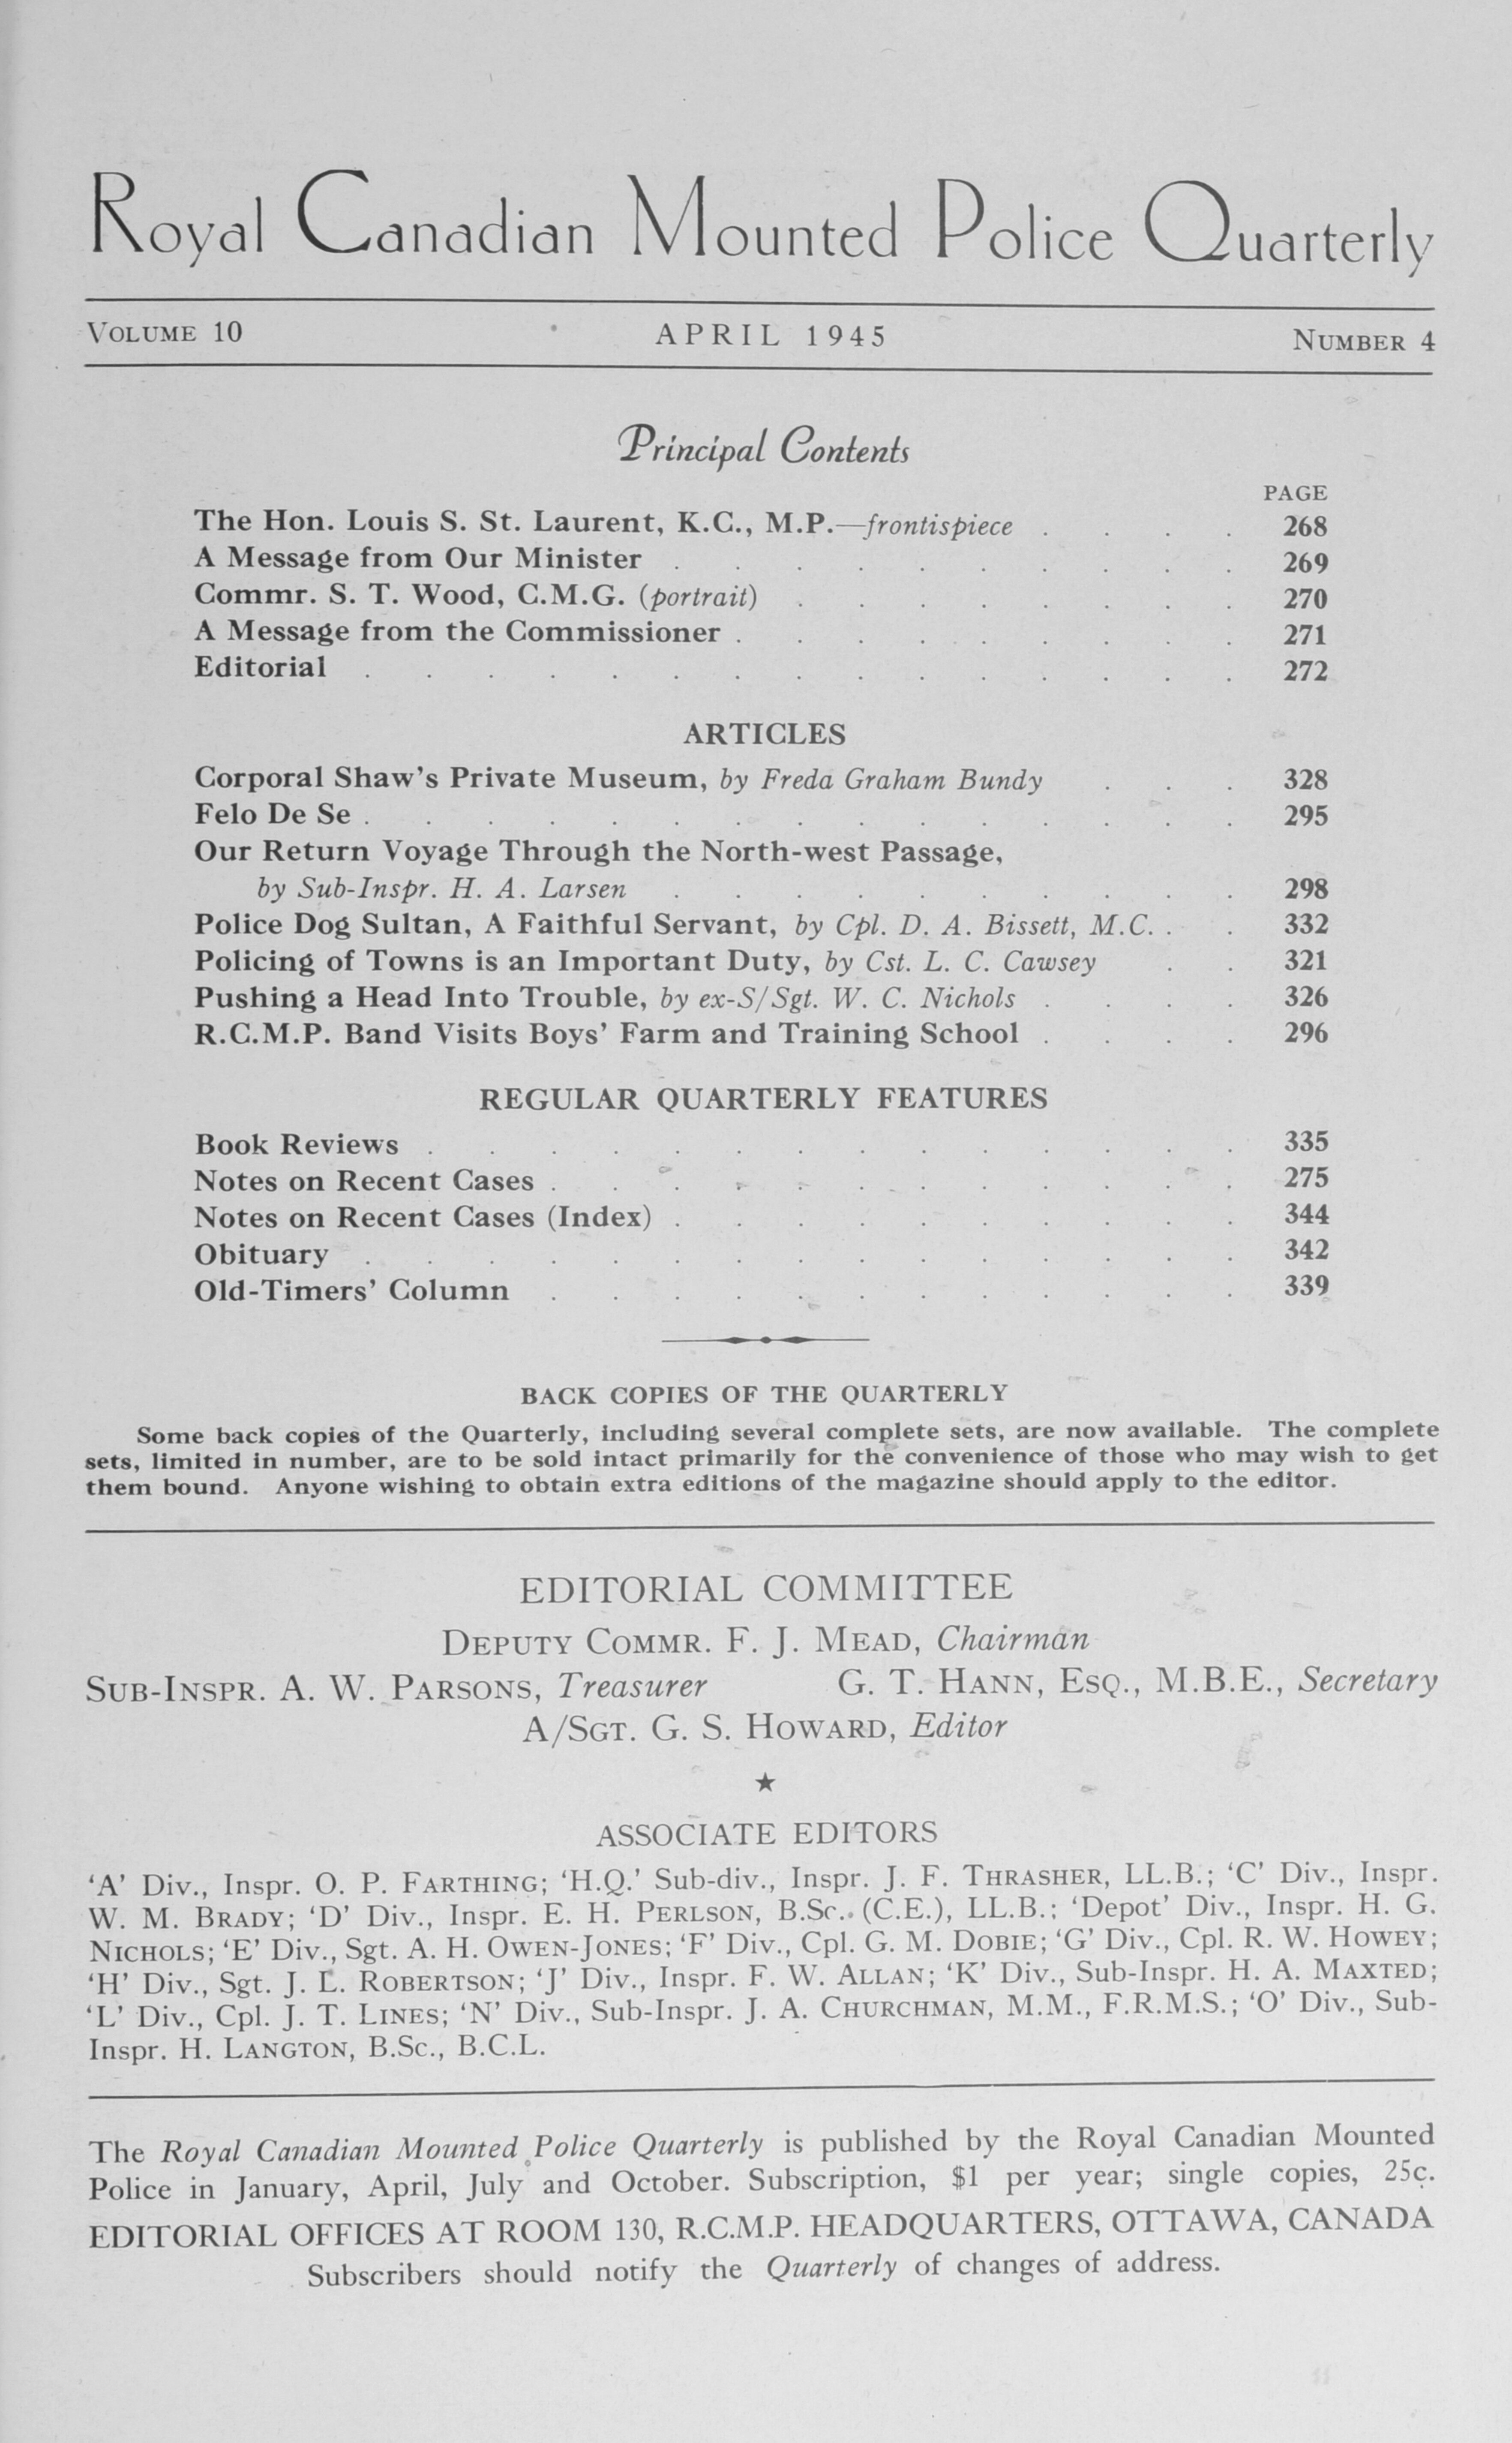 Royal Canadian Mounted Police Quarterly
VOLUME 10 APRIL 1945 NUMBER 4
Principal Contents
PAGE
The Hon. Louis S. St. Laurent, K.C., M.P.—frontispiece . . . . 268
A Message from Our Minister . . . . . . . . . . 269
Commr. S. T. Wood, C.M.G. (portrait) . . . . . . . . 270
A Message from the Commissioner . . . . . . . . . 271
Editorial . . . . . . . . . . . . . . . 272
ARTICLES
Corporal Shaw's Private Museum, by Freda Graham Bundy . . . 328
Felo De Se . . . . . . . . . . . . . . . 295
Our Return Voyage Through the North-west Passage,
by Sub-Inspr. H. A. Larsen . . . . . . . . . . 298
Police Dog Sultan, A Faithful Servant, by Cpl. D. A. Bissett, M.C. . . 332
Policing of Towns is an Important Duty, by Cst. L. C. Cawsey . . 321
Pushing a Head Into Trouble, by ex-S/Sgt. W. C. Nichols . . . . 326
R.C.M.P. Band Visits Boys' Farm and Training School . . . . 296
REGULAR QUARTERLY FEATURES
Book Reviews . . . . . . . . . . . . . . 335
Notes on Recent Cases . . . . . . . . . . . . 275
Notes on Recent Cases (Index) . . . . . . . . . . 344
Obituary . . . . . . . . . . . . . . . 342
Old-Timers' Column . . . . . . . . . . . . 339
BACK COPIES OF THE QUARTERLY
Some back copies of the Quarterly, including several complete sets, are now available. The complete
sets, limited in number, are to be sold intact primarily for the convenience of those who may wish to get
them bound. Anyone wishing to obtain extra editions of the magazine should apply to the editor.
EDITORIAL COMMITTEE
DEPUTY COMMR. F. J. MEAD, Chairman
SUB-INSPR. A. W. PARSONS, Treasurer G. T. HANN, ESQ., M.B.E., Secretary
A/SGT. G. S. HOWARD, Editor
★
ASSOCIATE EDITORS
'A' Div., Inspr. O. P. FARTHING; 'H.Q.' Sub-div., Inspr. J. F. THRASHER, LL.B.; 'C' Div., Inspr.
W. M. BRADY; 'D' Div., Inspr. E. H. PERLSON, B.Sc. (C.E.), LL.B.; 'Depot' Div., Inspr. H. G.
NICHOLS; 'E' Div., Sgt. A. H. OWEN-JONES; 'F' Div., Cpl. G. M. DOBIE; 'G' Div., Cpl. R. W. HOWEY;
'H' Div., Sgt. J. L. ROBERTSON; 'J' Div., Inspr. F. W. ALLAN; 'K' Div., Sub-Inspr. H. A. MAXTED;
'L' Div., Cpl. J. T. LINES; 'N' Div., Sub-Inspr. J. A. CHURCHMAN, M.M., F.R.M.S.; 'O' Div., Sub-
Inspr. H. LANGTON, B.Sc., B.C.L.
The Royal Canadian Mounted Police Quarterly is published by the Royal Canadian Mounted
Police in January, April, July and October. Subscription, $1 per year; single copies, 25c.
EDITORIAL OFFICES AT ROOM 130, R.C.M.P. HEADQUARTERS, OTTAWA, CANADA
Subscribers should notify the Quarterly of changes of address.